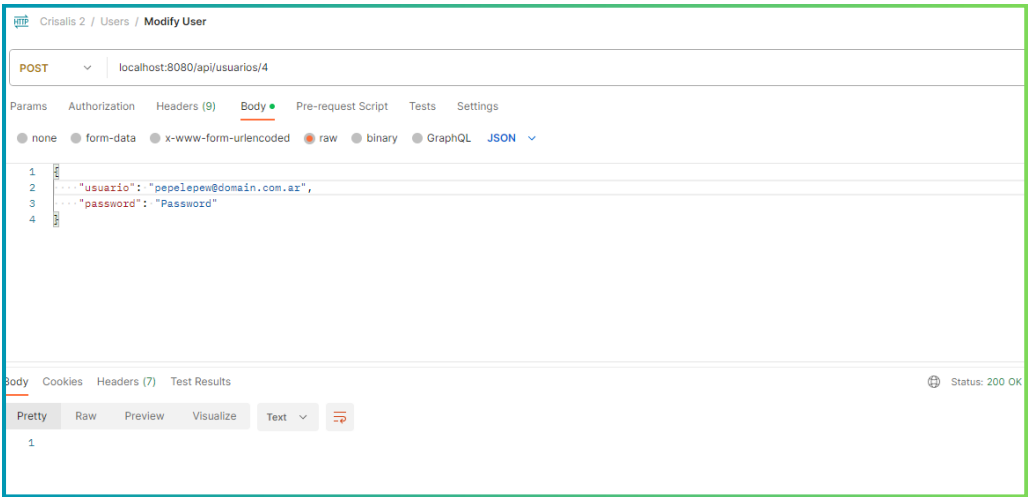 HTTP Crisalis 2 / Users / Modify User
POST localhost:8080/api/usuarios/4
Params Authorization Headers (9) Body Pre-request Script Tests Settings
none form-data x-www-form-urlencoded raw binary GraphQL JSON
1 {
2 "usuario": "pepelepew@domain.com.ar",
3 "password": "Password"
4 }
Body Cookies Headers (7) Test Results Status: 200 OK
Pretty Raw Preview Visualize Text
1